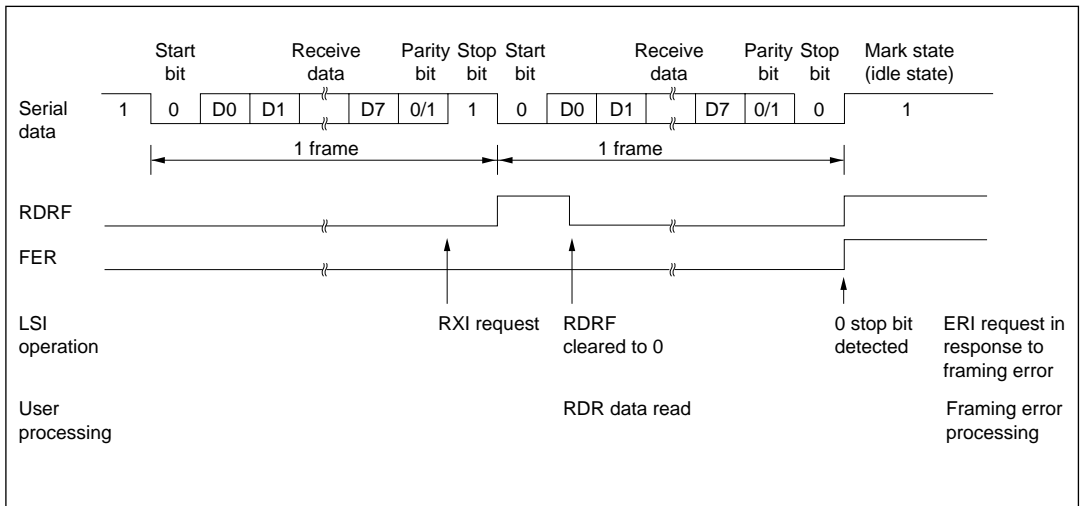 Start bit Receive data Parity bit Stop bit Start bit Receive data Parity bit Stop bit Mark state (idle state)
Serial data 1 0 D0 D1 D7 0/1 1 0 D0 D1 D7 0/1 0 1
1 frame 1 frame
RDRF
FER
LSI operation RXI request RDRF cleared to 0 0 stop bit detected ERI request in response to framing error
User processing RDR data read Framing error processing